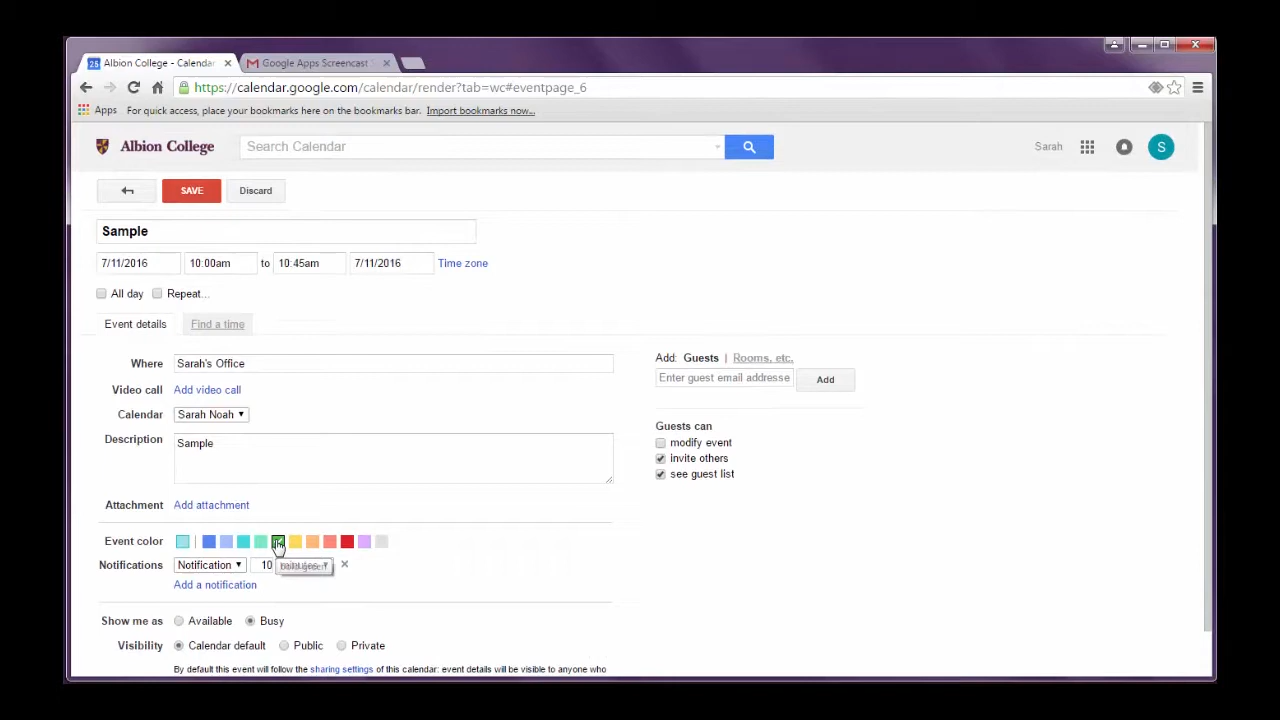 Albion College - Calendar
Google Apps Screencast
https://calendar.google.com/calendar/render?tab=wc#eventpage_6
Apps For quick access, place your bookmarks here on the bookmarks bar. Import bookmarks now...
Albion College
Search Calendar
Sarah
S
SAVE
Discard
Sample
7/11/2016 10:00am to 10:45am 7/11/2016 Time zone
All day Repeat...
Event details Find a time
Where Sarah's Office
Video call Add video call
Calendar Sarah Noah
Description Sample
Attachment Add attachment
Event color
Notifications Notification 10
Add a notification
Show me as Available Busy
Visibility Calendar default Public Private
By default this event will follow the sharing settings of this calendar: event details will be visible to anyone who
Add: Guests | Rooms, etc.
Enter guest email addresse Add
Guests can
modify event
invite others
see guest list